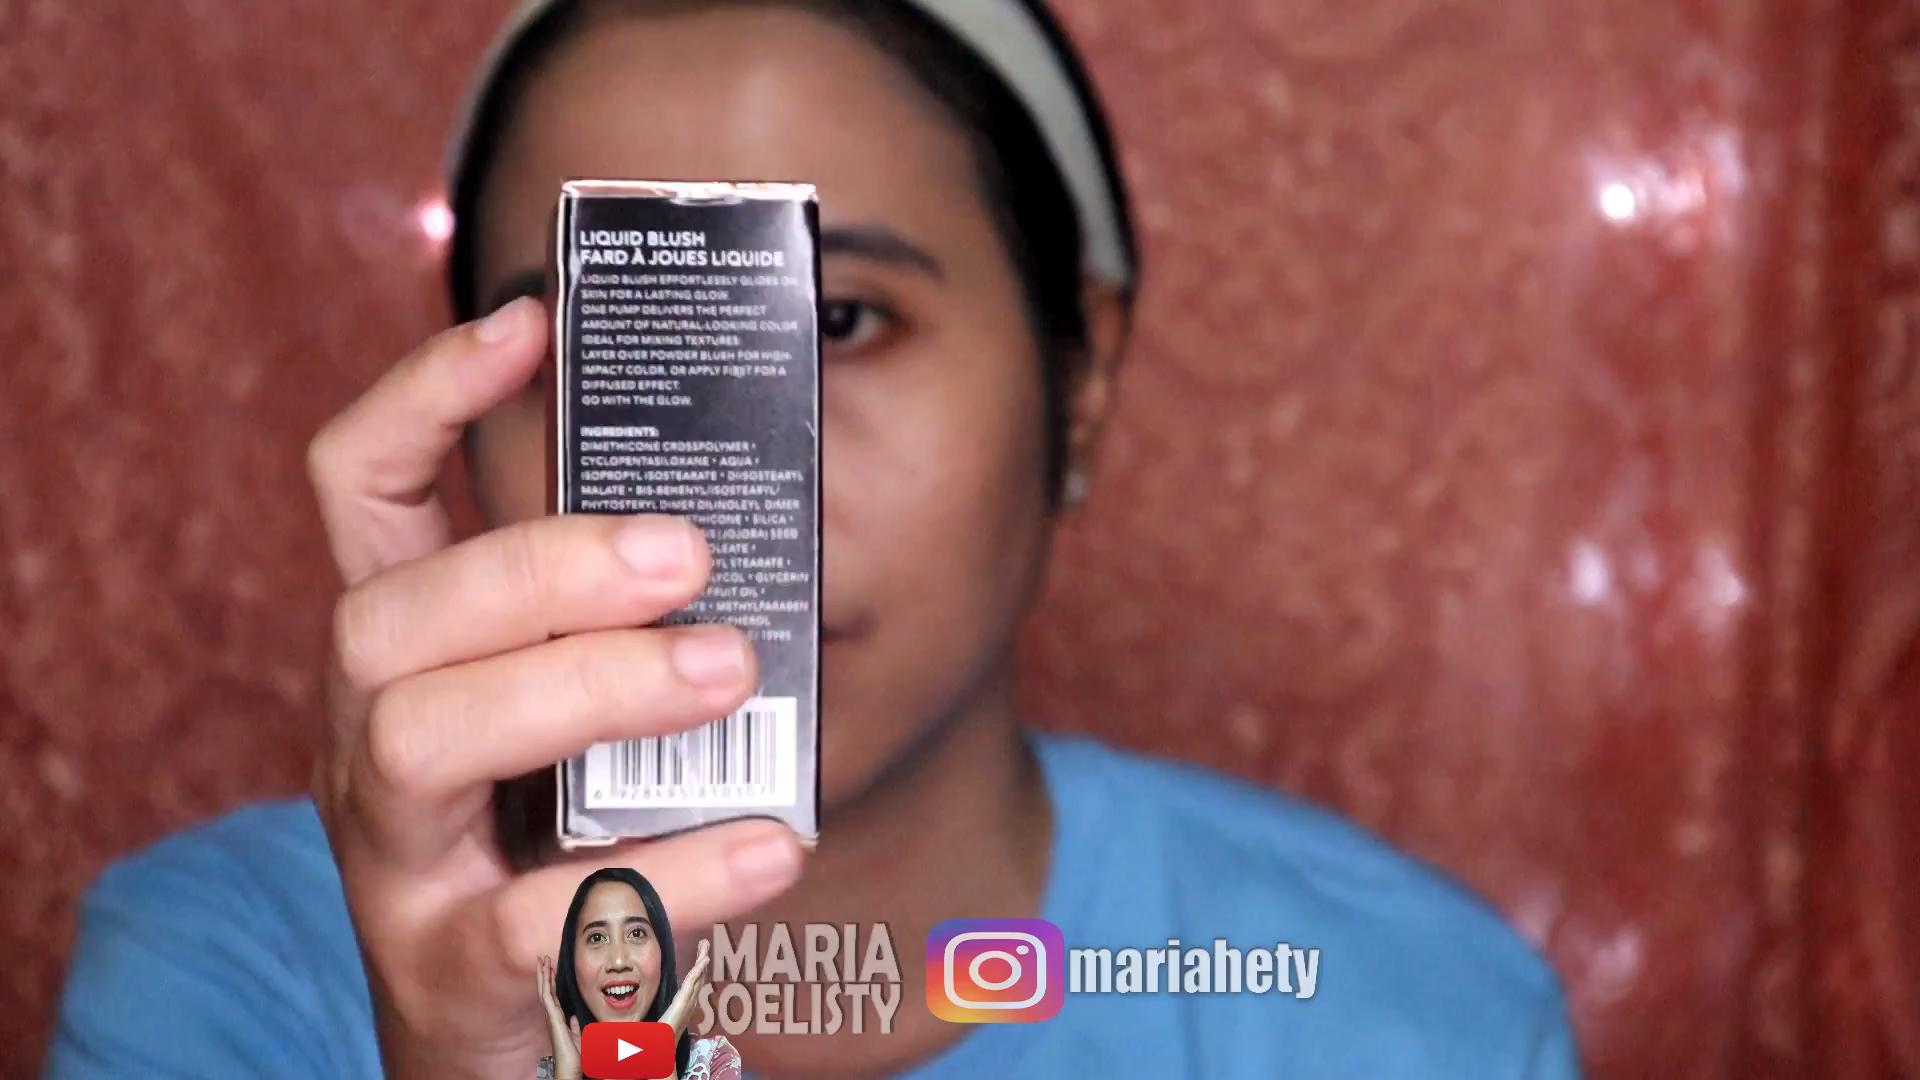 LIQUID BLUSH
FARD À JOUES LIQUIDE
LIQUID BLUSH EFFORTLESSLY GLIDES ON
SKIN FOR A LASTING GLOW.
ONE PUMP DELIVERS THE PERFECT
AMOUNT OF NATURAL-LOOKING COLOR
IDEAL FOR MIXING TEXTURES:
LAYER OVER POWDER BLUSH FOR HIGH-
IMPACT COLOR, OR APPLY FIRST FOR A
DIFFUSED EFFECT.
GO WITH THE GLOW.
INGREDIENTS:
DIMETHICONE CROSSPOLYMER •
CYCLOPENTASILOXANE • AQUA •
ISOPROPYL ISOSTEARATE • DIISOSTEARYL
MALATE • BIS-BEHENYL/ISOSTEARYL/
PHYTOSTERYL DIMER DILINOLEYL DIMER
• SILICA •
(JOJOBA) SEED
STEARATE •
• GLYCERIN
FRUIT OIL •
• METHYLPARABEN
TOCOPHEROL
MARIA
SOELISTY
mariahety